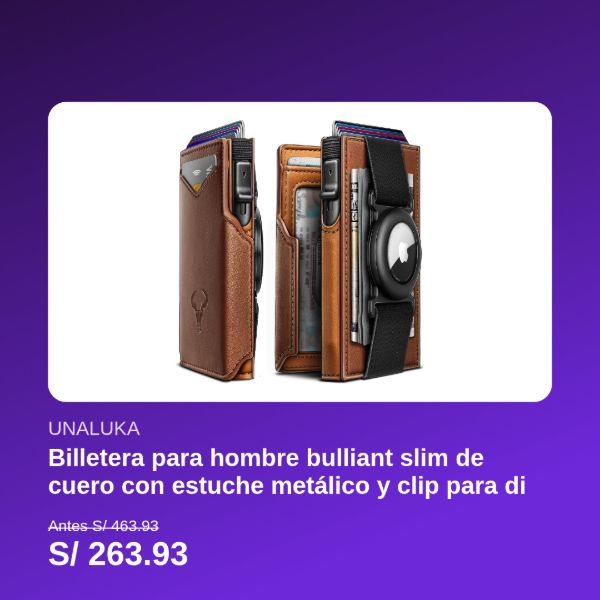 UNALUKA
Billetera para hombre bulliant slim de
cuero con estuche metálico y clip para di
Antes S/ 463.93
S/ 263.93